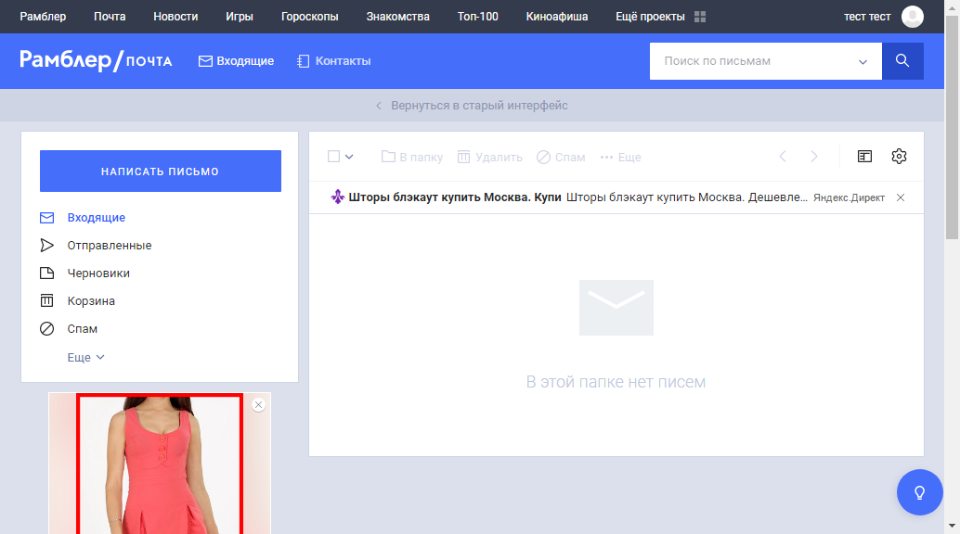 Рамблер Почта Новости Игры Гороскопы Знакомства Топ-100 Киноафиша Ещё проекты тест тест
Рамблер/почта Входящие Контакты Поиск по письмам
Вернуться в старый интерфейс
НАПИСАТЬ ПИСЬМО
Входящие
Отправленные
Черновики
Корзина
Спам
Еще
В папку Удалить Спам Еще
Шторы блэкаут купить Москва. Купи Шторы блэкаут купить Москва. Дешевле... Яндекс.Директ
В этой папке нет писем